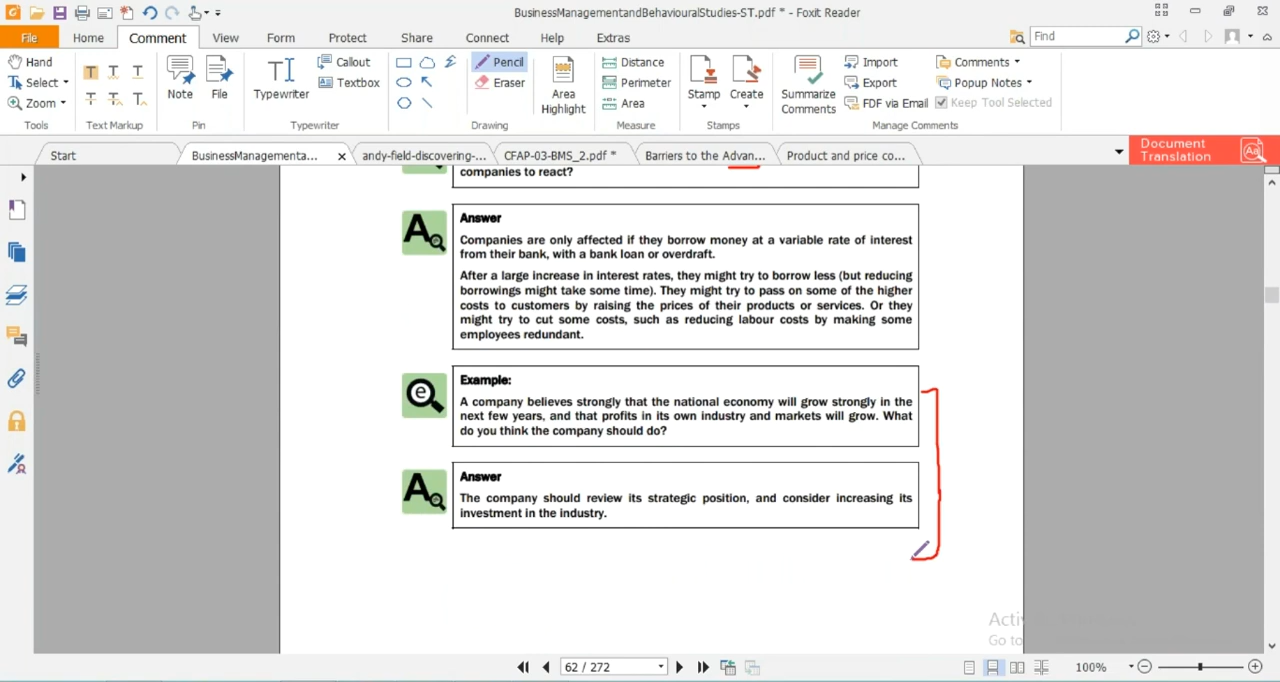 BusinessManagementandBehaviouralStudies-ST.pdf * - Foxit Reader
File Home Comment View Form Protect Share Connect Help Extras Find
Hand
Select
Zoom
Tools
T T T
T T T
Text Markup
Note File
Pin
Typewriter
Callout
Textbox
Typewriter
Pencil
Eraser
Area
Highlight
Drawing
Distance
Perimeter
Area
Measure
Stamp Create
Stamps
Summarize
Comments
Import
Export
FDF via Email
Comments
Popup Notes
Keep Tool Selected
Manage Comments
Start BusinessManagementa... x andy-field-discovering-... CFAP-03-BMS_2.pdf * Barriers to the Advan... Product and price co...
Document
Translation
Aa
companies to react?
A
Answer
Companies are only affected if they borrow money at a variable rate of interest
from their bank, with a bank loan or overdraft.
After a large increase in interest rates, they might try to borrow less (but reducing
borrowings might take some time). They might try to pass on some of the higher
costs to customers by raising the prices of their products or services. Or they
might try to cut some costs, such as reducing labour costs by making some
employees redundant.
e
Example:
A company believes strongly that the national economy will grow strongly in the
next few years, and that profits in its own industry and markets will grow. What
do you think the company should do?
A
Answer
The company should review its strategic position, and consider increasing its
investment in the industry.
Acti
Go to
62 / 272
100%